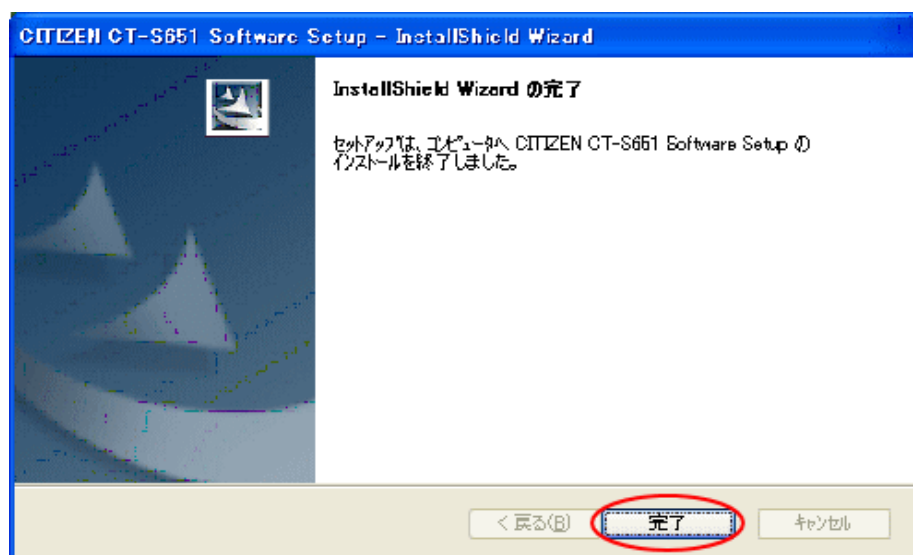 CITIZEN CT-S651 Software Setup - InstallShield Wizard
InstallShield Wizard の完了
セットアップは、コンピュータへ CITIZEN CT-S651 Software Setup の
インストールを終了しました。
< 戻る(B)
完了
キャンセル